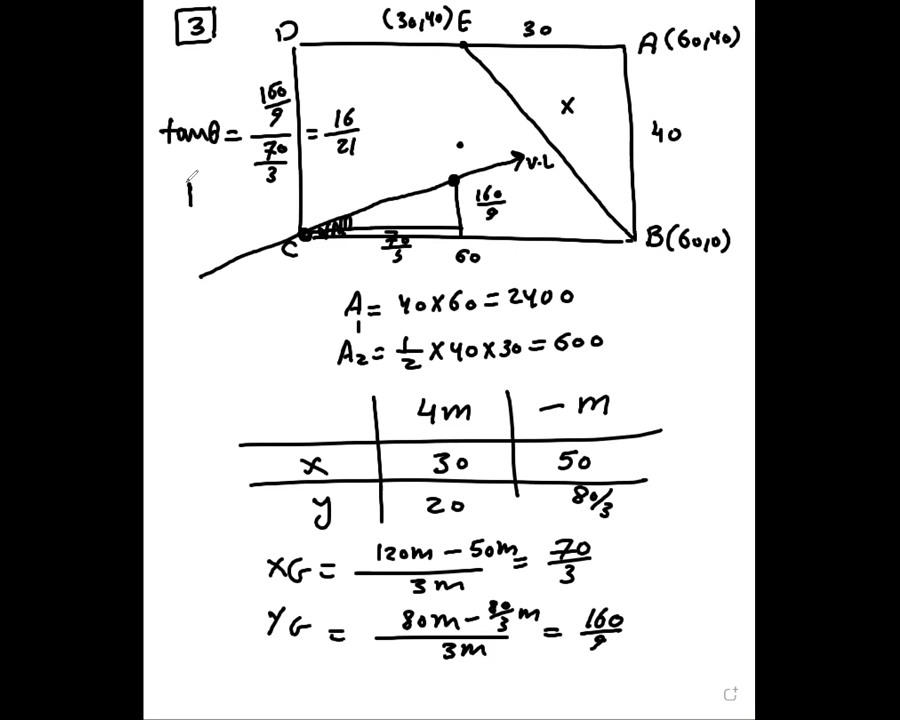 3
D (30,40) E 30 A (60,40)
tanθ = 160/9 / 70/3 = 16/21
x
40
V.L
160/9
C 70/3 60 B (60,0)
A1 = 40 x 60 = 2400
A2 = 1/2 x 40 x 30 = 600
4m - m
x 30 50
y 20 80/3
XG = 120m - 50m / 3m = 70/3
YG = 80m - 80/3 m / 3m = 160/9